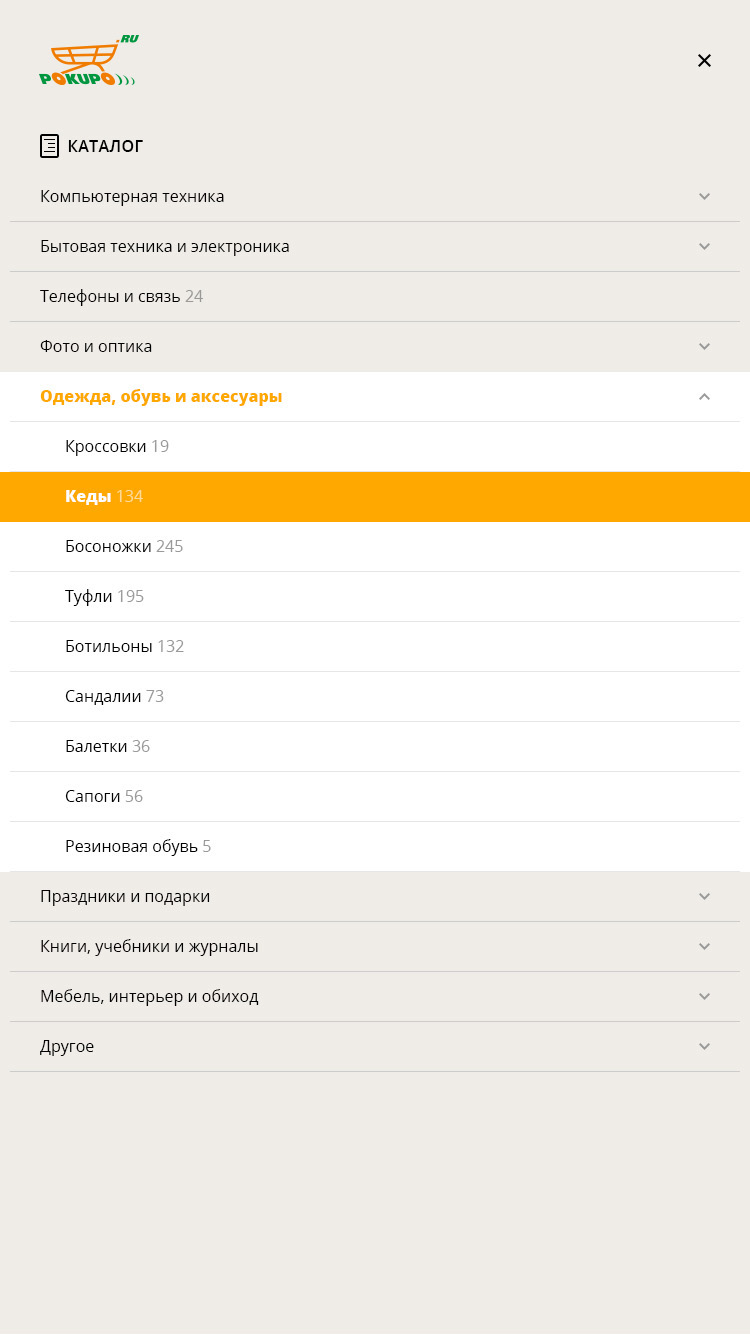 .RU
POKUPO
КАТАЛОГ
Компьютерная техника
Бытовая техника и электроника
Телефоны и связь 24
Фото и оптика
Одежда, обувь и аксесуары
Кроссовки 19
Кеды 134
Босоножки 245
Туфли 195
Ботильоны 132
Сандалии 73
Балетки 36
Сапоги 56
Резиновая обувь 5
Праздники и подарки
Книги, учебники и журналы
Мебель, интерьер и обиход
Другое